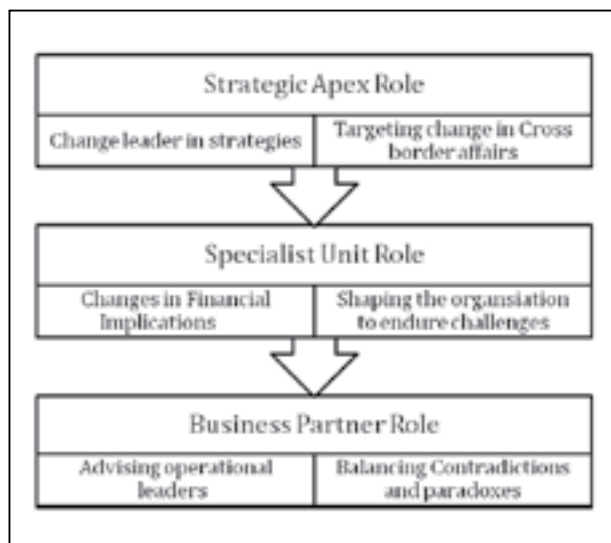 Strategic Apex Role
Change leader in strategies
Targeting change in Cross
border affairs
Specialist Unit Role
Changes in Financial
Implications
Shaping the organsiation
to endure challenges
Business Partner Role
Advising operational
leaders
Balancing Contradictions
and paradoxes